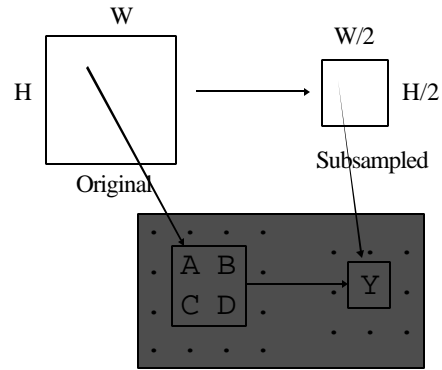 W
W/2
H
H/2
Original
Subsampled
A B
Y
C D